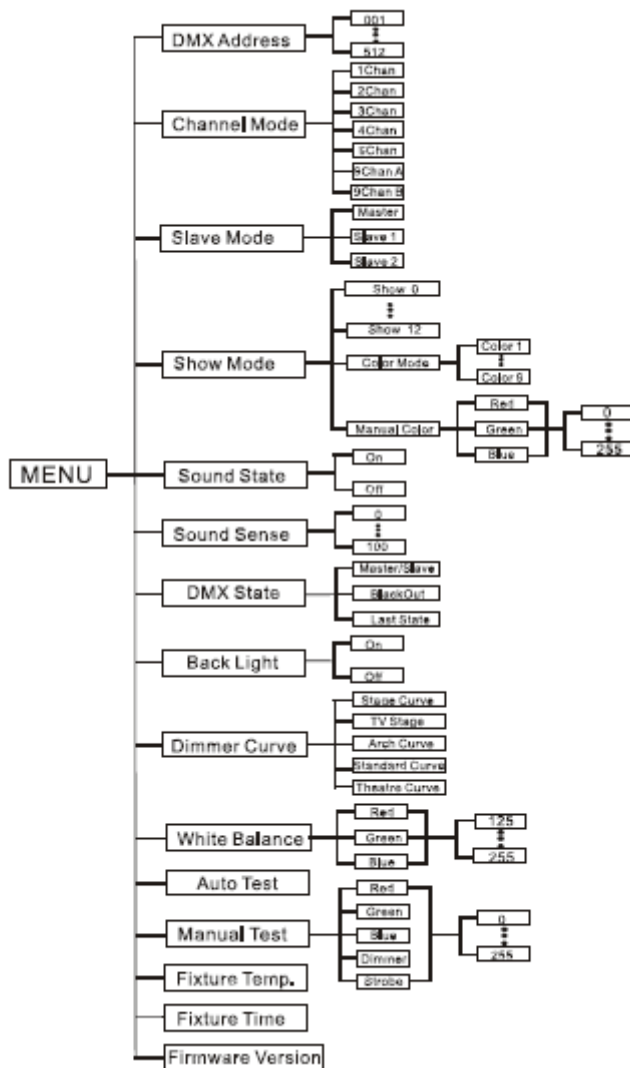 MENU
DMX Address
001
512
Channel Mode
1Chan
2Chan
3Chan
4Chan
5Chan
9Chan A
9Chan B
Slave Mode
Master
Slave 1
Slave 2
Show Mode
Show 0
Show 12
Color Mode
Color 1
Manual Color
Red
Green
Blue
0
255
Sound State
On
Off
Sound Sense
0
100
DMX State
Master/Slave
BlackOut
Last State
Back Light
On
Off
Dimmer Curve
Stage Curve
TV Stage
Arch Curve
Standard Curve
Theatre Curve
White Balance
Red
Green
Blue
125
255
Auto Test
Manual Test
Red
Green
Blue
Dimmer
Strobe
0
255
Fixture Temp.
Fixture Time
Firmware Version